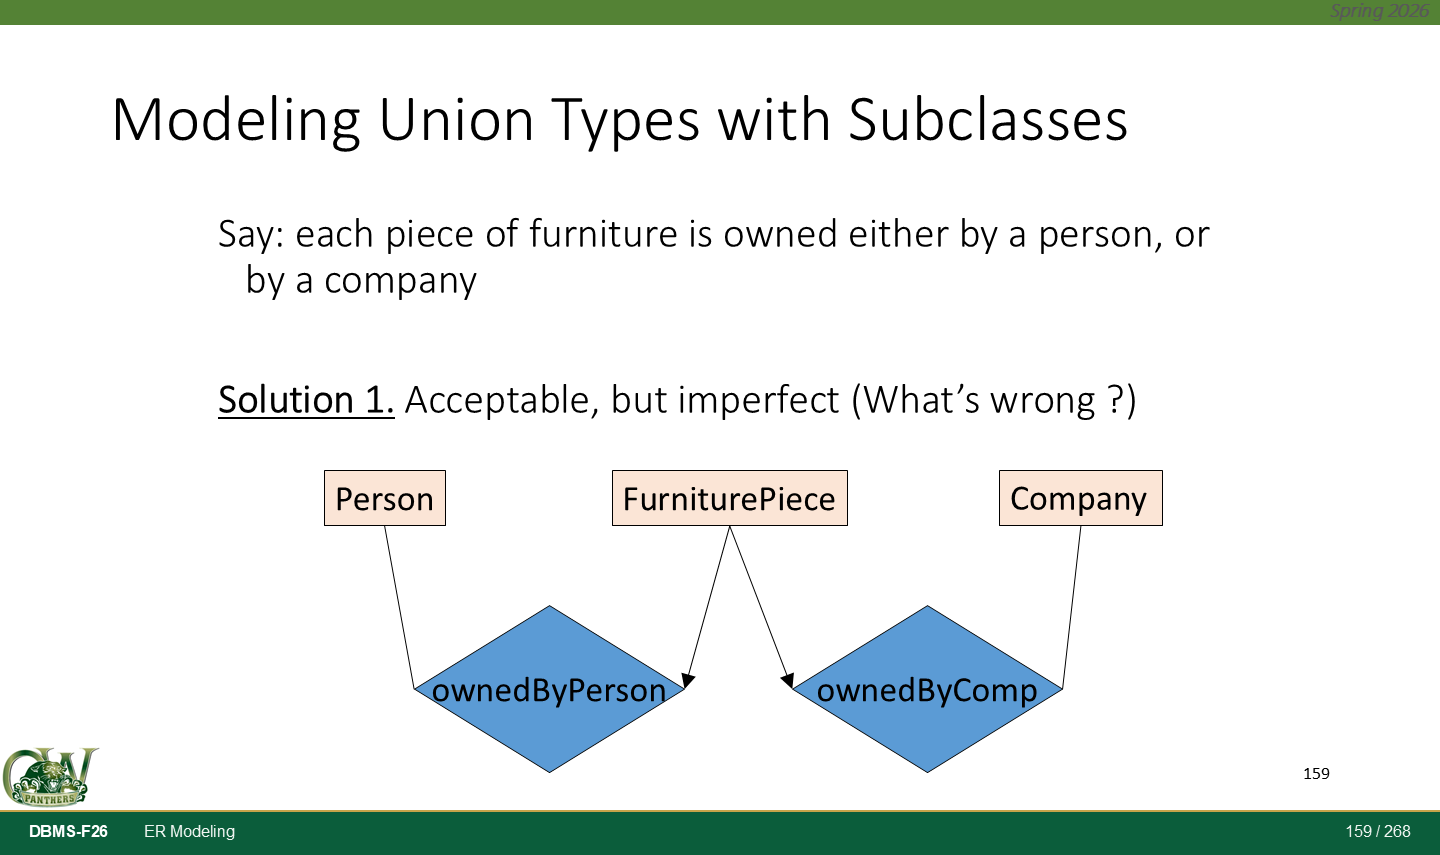 Spring 2026
Modeling Union Types with Subclasses
Say: each piece of furniture is owned either by a person, or
by a company
Solution 1. Acceptable, but imperfect (What’s wrong ?)
Person
FurniturePiece
Company
ownedByPerson
ownedByComp
159
OW
PANTHERS
DBMS-F26
ER Modeling
159 / 268